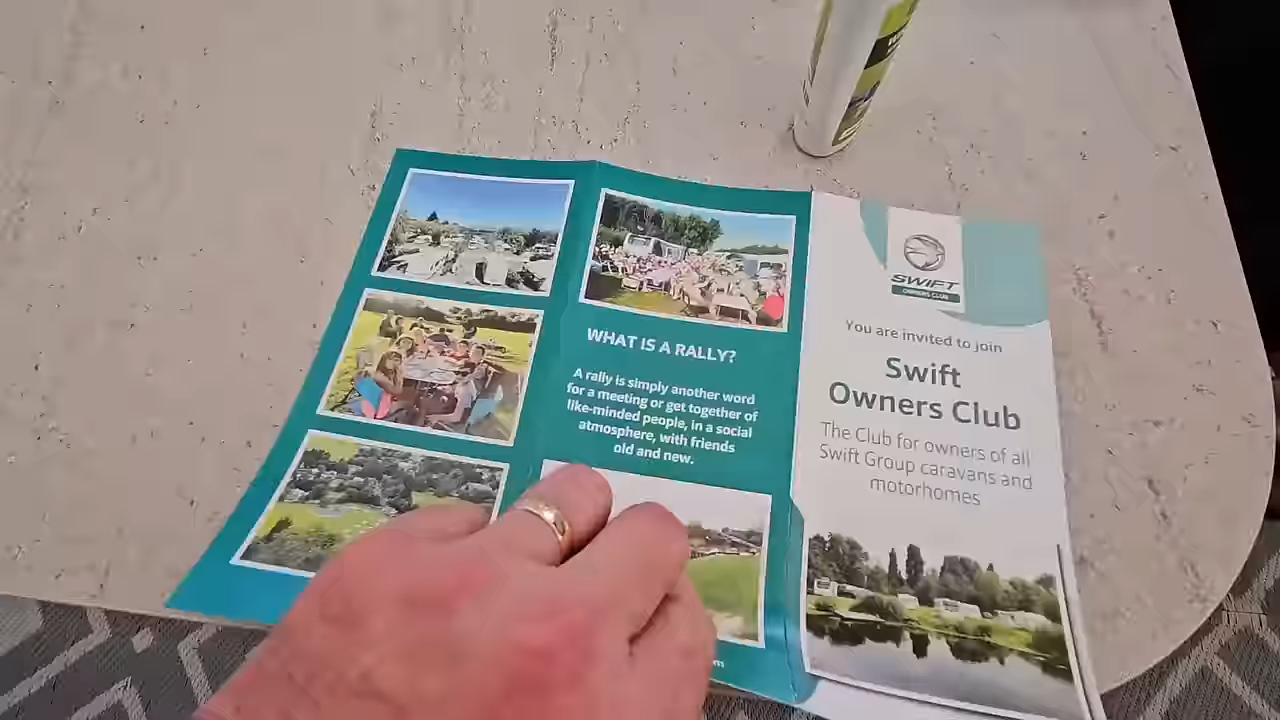 WHAT IS A RALLY?
A rally is simply another word
for a meeting or get together of
like-minded people, in a social
atmosphere, with friends
old and new.
SWIFT
OWNERS CLUB
You are invited to join
Swift
Owners Club
The Club for owners of all
Swift Group caravans and
motorhomes